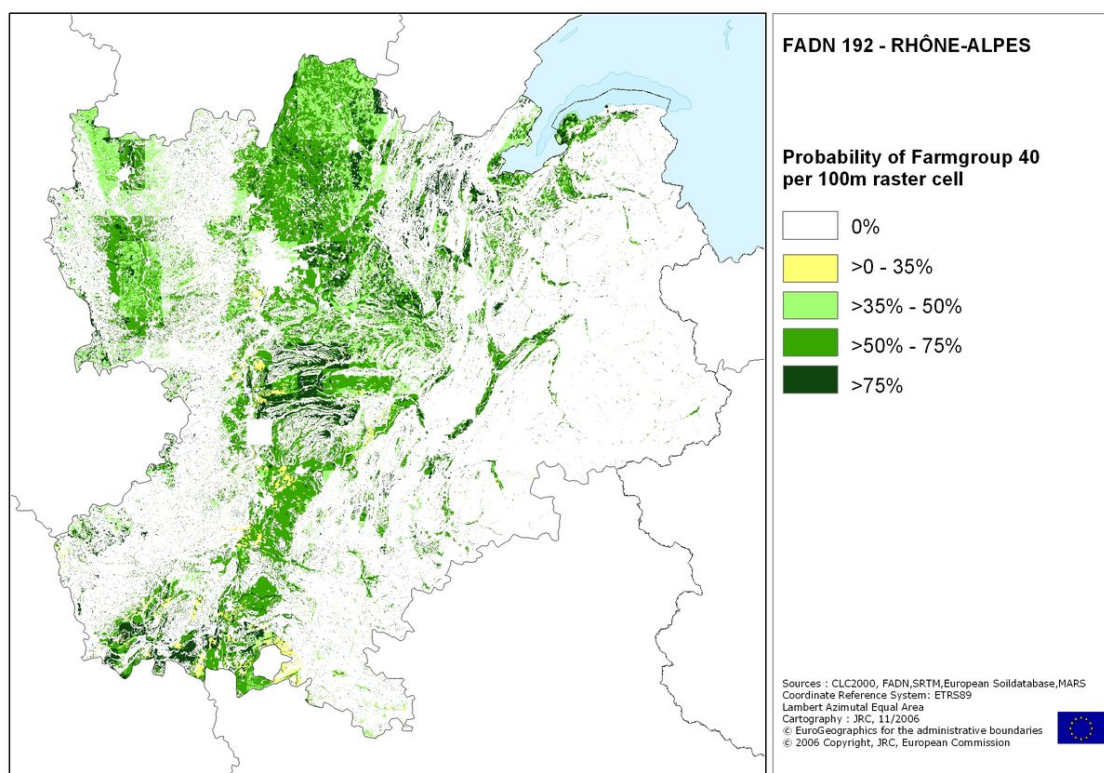 FADN 192 - RHÔNE-ALPES
Probability of Farmgroup 40
per 100m raster cell
0%
>0 - 35%
>35% - 50%
>50% - 75%
>75%
Sources : CLC2000, FADN,SRTM,European Soildatabase,MARS
Coordinate Reference System: ETRS89
Lambert Azimutal Equal Area
Cartography : JRC, 11/2006
© EuroGeographics for the administrative boundaries
© 2006 Copyright, JRC, European Commission